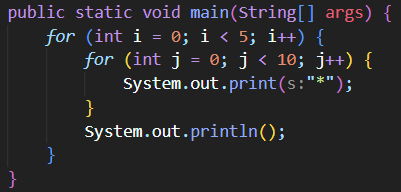 public static void main(String[] args) {
for (int i = 0; i < 5; i++) {
for (int j = 0; j < 10; j++) {
System.out.print(s:"*");
}
System.out.println();
}
}